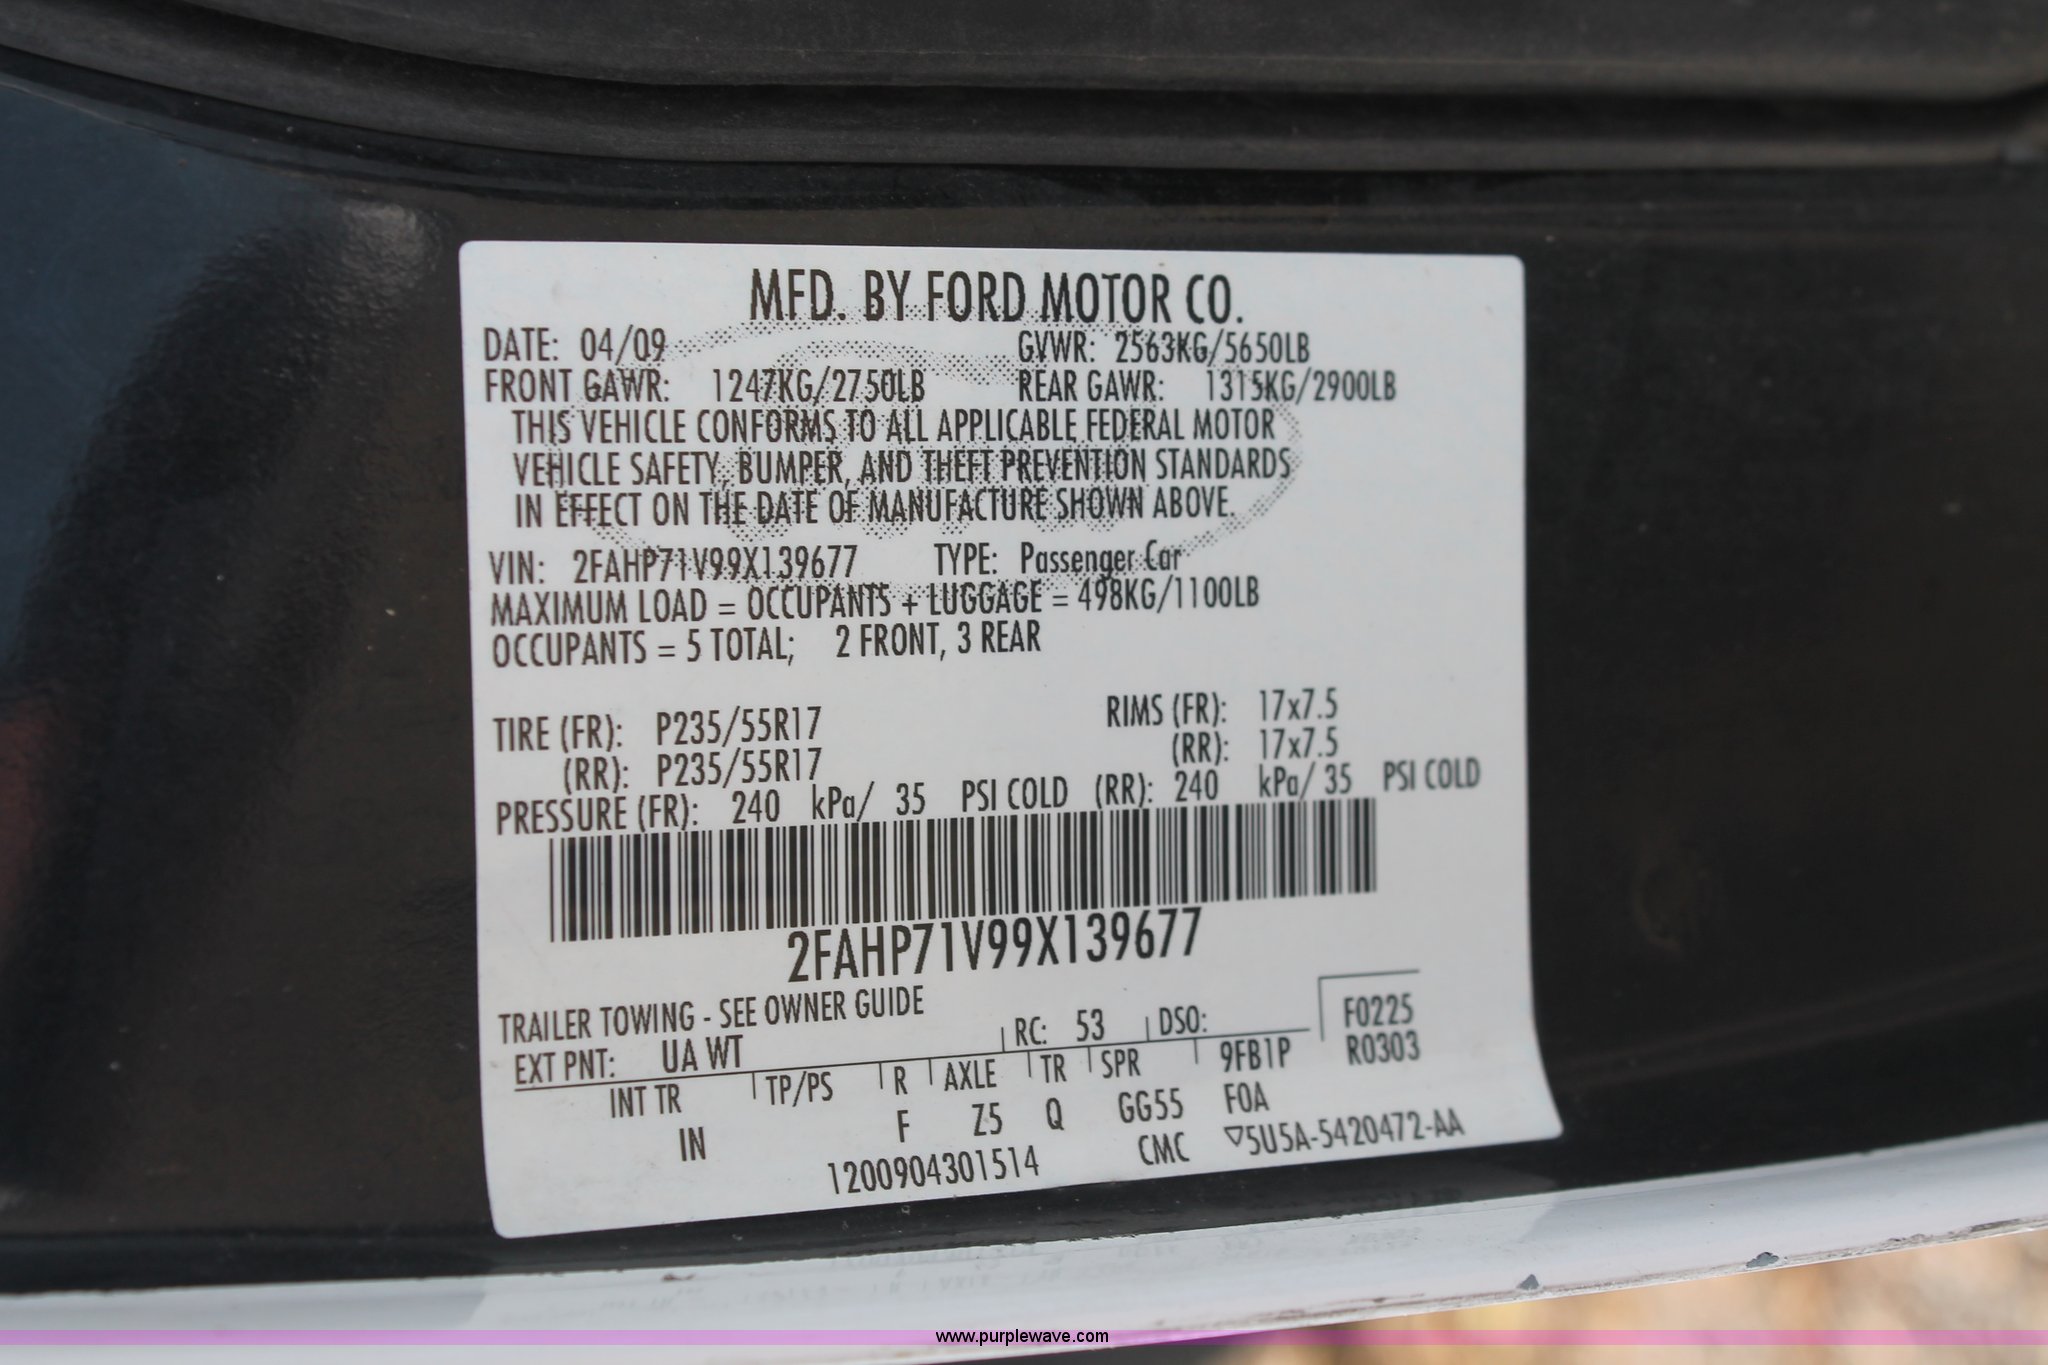 MFD. BY FORD MOTOR CO.
DATE: 04/09 GVWR: 2563KG/5650LB
FRONT GAWR: 1247KG/2750LB REAR GAWR: 1315KG/2900LB
THIS VEHICLE CONFORMS TO ALL APPLICABLE FEDERAL MOTOR
VEHICLE SAFETY, BUMPER, AND THEFT PREVENTION STANDARDS
IN EFFECT ON THE DATE OF MANUFACTURE SHOWN ABOVE.
VIN: 2FAHP71V99X139677 TYPE: Passenger Car
MAXIMUM LOAD = OCCUPANTS + LUGGAGE = 498KG/1100LB
OCCUPANTS = 5 TOTAL; 2 FRONT, 3 REAR
TIRE (FR): P235/55R17 RIMS (FR): 17x7.5
(RR): P235/55R17 (RR): 17x7.5
PRESSURE (FR): 240 kPa/ 35 PSI COLD (RR): 240 kPa/ 35 PSI COLD
2FAHP71V99X139677
TRAILER TOWING - SEE OWNER GUIDE
EXT PNT: UA WT RC: 53 DSO: F0225
INT TR TP/PS R AXLE TR SPR 9FB1P R0303
IN F Z5 Q GG55 F0A
1200904301514 CMC ▽5U5A-5420472-AA
www.purplewave.com